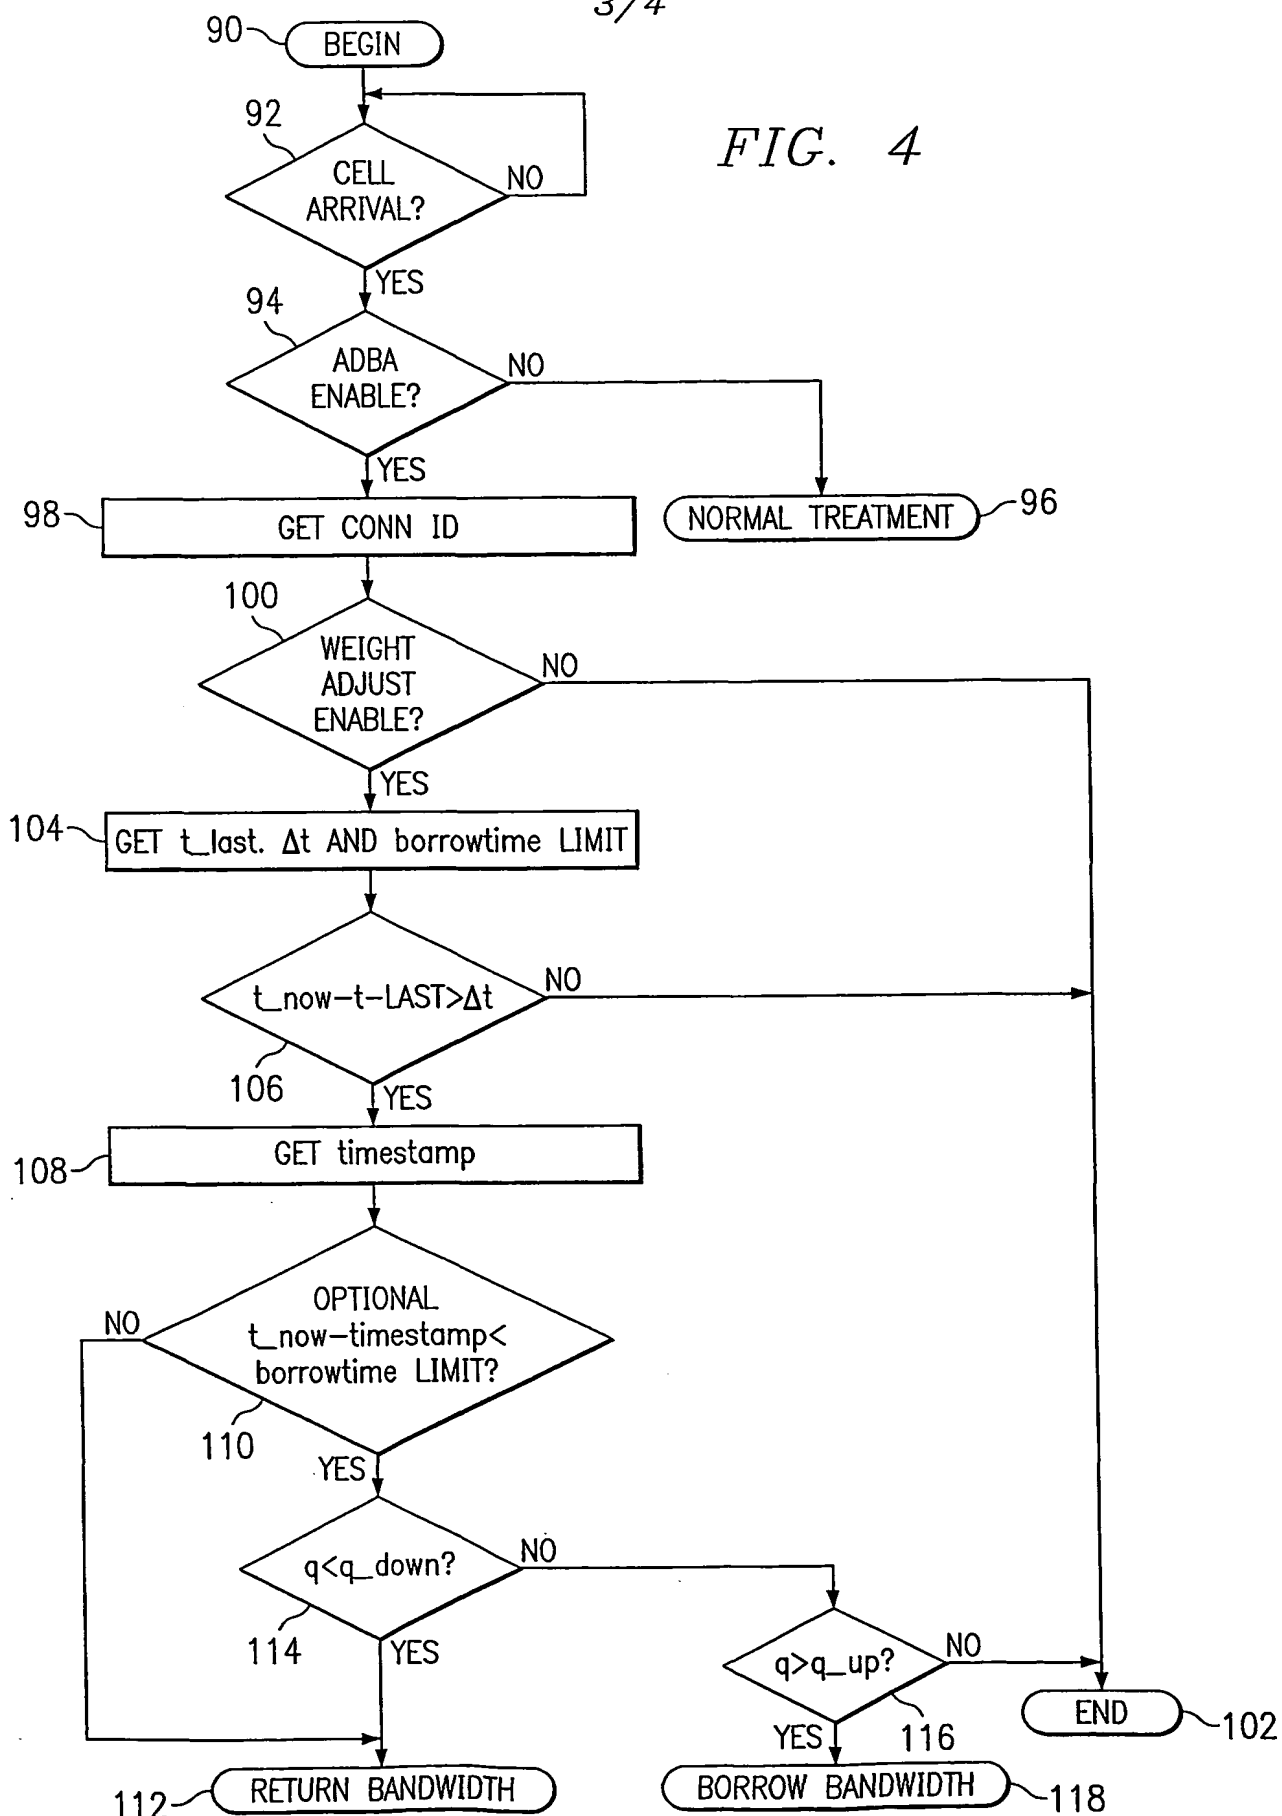 3/4
90
BEGIN
FIG. 4
92
CELL
ARRIVAL?
NO
YES
94
ADBA
ENABLE?
NO
YES
98
GET CONN ID
NORMAL TREATMENT
96
100
WEIGHT
ADJUST
ENABLE?
NO
YES
104
GET t_last. Δt AND borrowtime LIMIT
t_now-t-LAST>Δt
NO
106
YES
108
GET timestamp
OPTIONAL
t_now-timestamp<
borrowtime LIMIT?
NO
110
YES
q<q_down?
NO
114
YES
q>q_up?
NO
116
YES
END
102
112
RETURN BANDWIDTH
BORROW BANDWIDTH
118